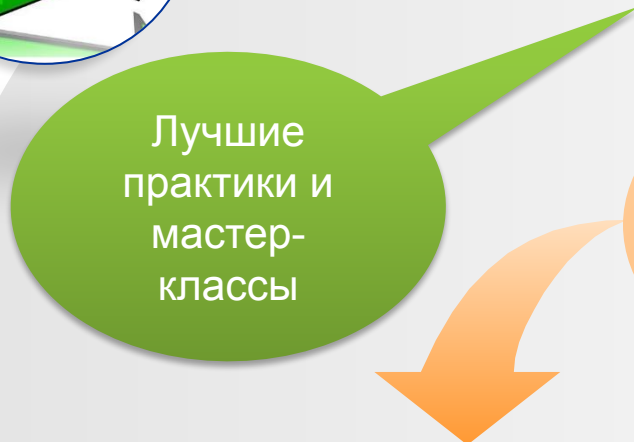 Лучшие
практики и
мастер-
классы